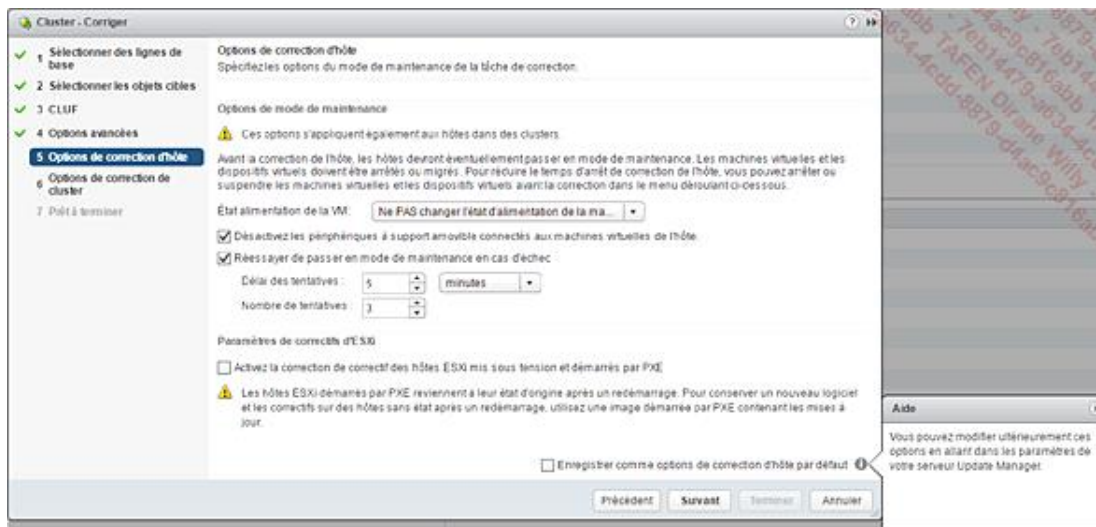 Cluster - Corriger
1 Sélectionner des lignes de base
2 Sélectionner les objets cibles
3 CLUF
4 Options avancées
5 Options de correction d'hôte
6 Options de correction de cluster
7 Prêt à terminer
Options de correction d'hôte
Spécifiez les options du mode de maintenance de la tâche de correction.
Options de mode de maintenance
Ces options s'appliquent également aux hôtes dans des clusters.
Avant la correction de l'hôte, les hôtes devront éventuellement passer en mode de maintenance. Les machines virtuelles et les
dispositifs virtuels doivent être arrêtés ou migrés. Pour réduire le temps d'arrêt de correction de l'hôte, vous pouvez arrêter ou
suspendre les machines virtuelles et les dispositifs virtuels avant la correction dans le menu déroulant ci-dessous.
État alimentation de la VM: Ne PAS changer l'état d'alimentation de la ma...
Désactivez les périphériques à support amovible connectés aux machines virtuelles de l'hôte.
Réessayer de passer en mode de maintenance en cas d'échec
Délai des tentatives : 5 minutes
Nombre de tentatives : 3
Paramètres de correctifs d'ESXi
Activez la correction de correctif des hôtes ESXi mis sous tension et démarrés par PXE
Les hôtes ESXi démarrés par PXE reviennent à leur état d'origine après un redémarrage. Pour conserver un nouveau logiciel
et les correctifs sur des hôtes sans état après un redémarrage, utilisez une image démarrée par PXE contenant les mises à
jour.
Enregistrer comme options de correction d'hôte par défaut
Précédent Suivant Terminer Annuler
Aide
Vous pouvez modifier ultérieurement ces
options en allant dans les paramètres de
votre serveur Update Manager.
TAFEN Dirane Willy